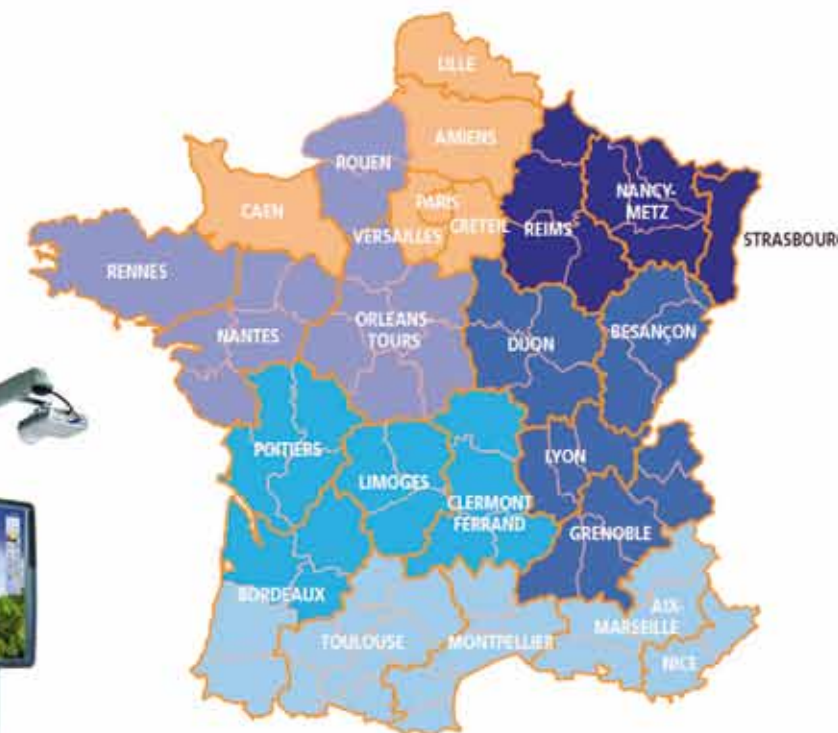 LILLE
AMIENS
ROUEN
CAEN
PARIS
CRETEIL
VERSAILLES
REIMS
NANCY-
METZ
STRASBOURG
RENNES
NANTES
ORLEANS-
TOURS
DIJON
BESANÇON
POITIERS
LIMOGES
CLERMONT
FERRAND
LYON
GRENOBLE
BORDEAUX
TOULOUSE
MONTPELLIER
AIX-
MARSEILLE
NICE